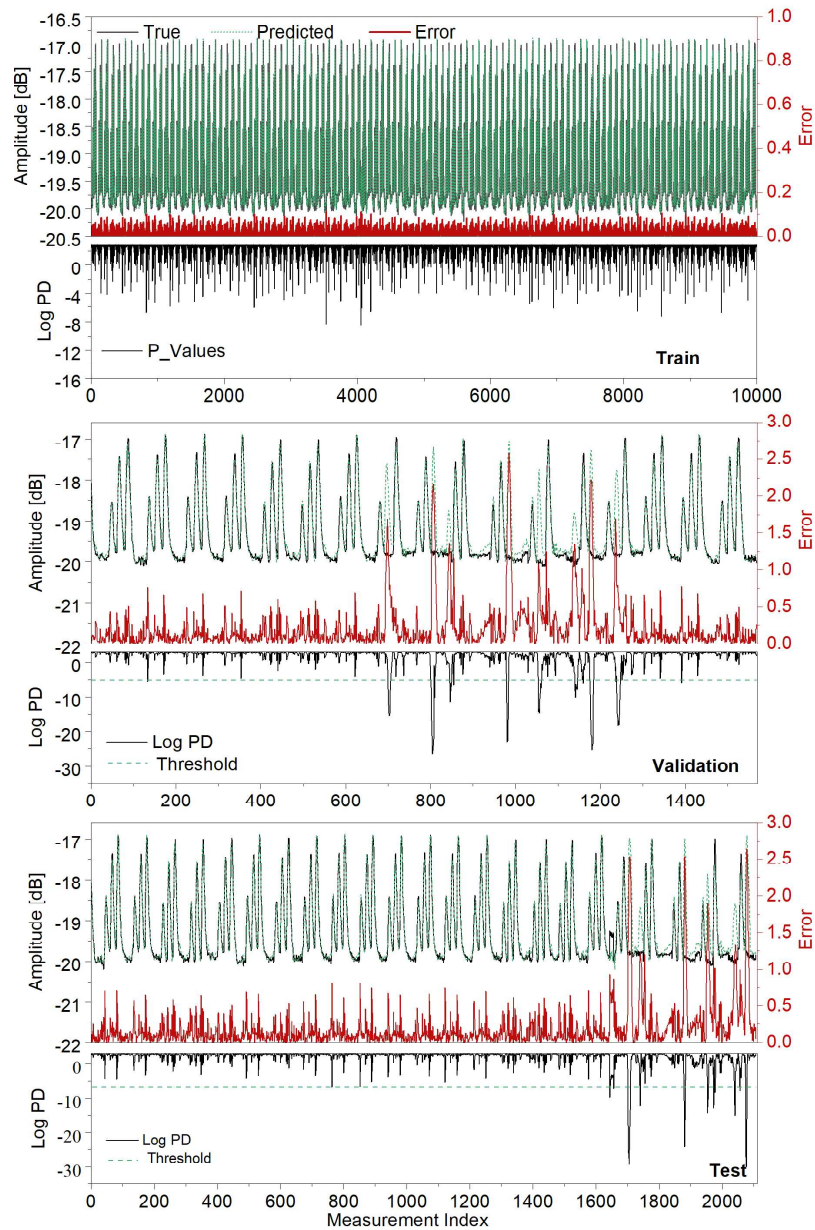 True Predicted Error
Amplitude [dB]
-16.5
-17.0
-17.5
-18.0
-18.5
-19.0
-19.5
-20.0
-20.5
1.0
0.8
0.6
0.4
0.2
0.0
Error
Log PD
0
-4
-8
-12
-16
P_Values
Train
0 2000 4000 6000 8000 10000
Amplitude [dB]
-17
-18
-19
-20
-21
-22
3.0
2.5
2.0
1.5
1.0
0.5
0.0
Error
Log PD
0
-10
-20
-30
Log PD
Threshold
Validation
0 200 400 600 800 1000 1200 1400
Amplitude [dB]
-17
-18
-19
-20
-21
-22
3.0
2.5
2.0
1.5
1.0
0.5
0.0
Error
Log PD
0
-10
-20
-30
Log PD
Threshold
Test
0 200 400 600 800 1000 1200 1400 1600 1800 2000
Measurement Index